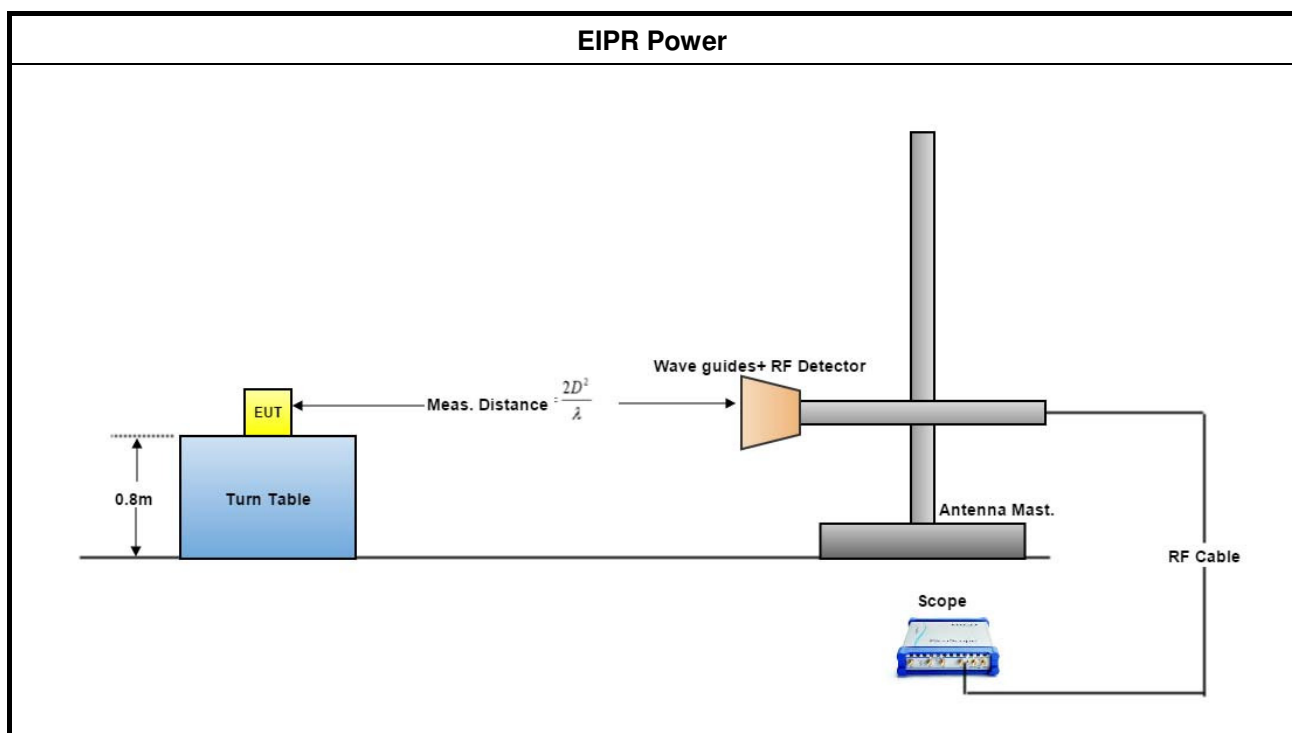 EIPR Power
Wave guides+ RF Detector
EUT
Meas. Distance = 2D²/λ
0.8m
Turn Table
Antenna Mast.
RF Cable
Scope